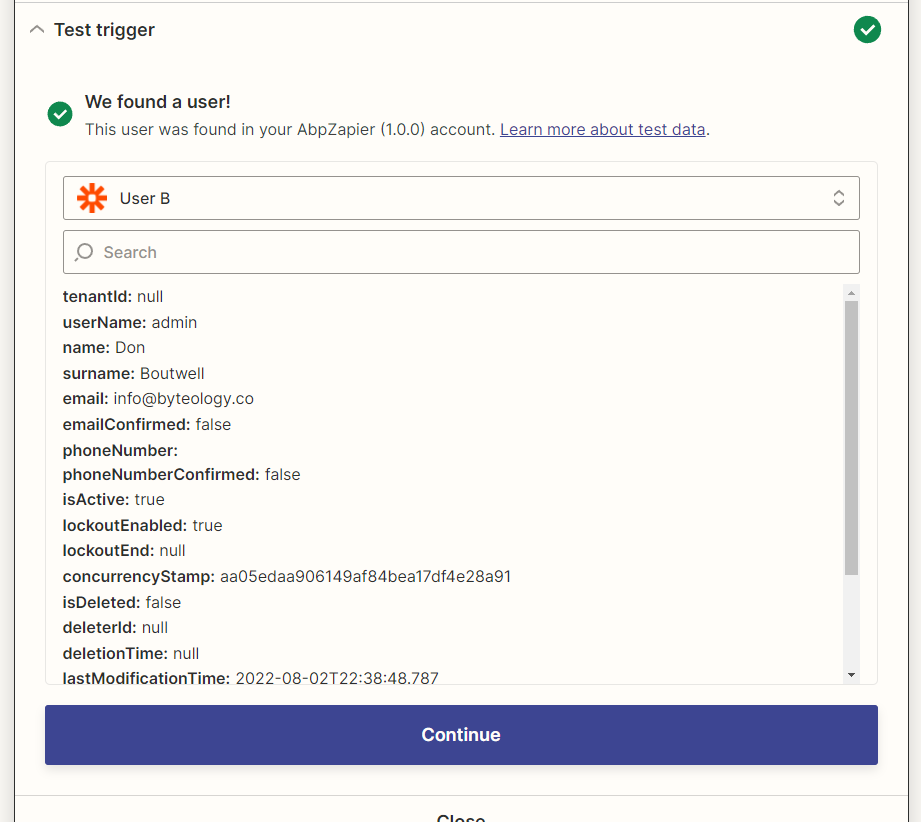 Test trigger
We found a user!
This user was found in your AbpZapier (1.0.0) account. Learn more about test data.
User B
Search
tenantId: null
userName: admin
name: Don
surname: Boutwell
email: info@byteology.co
emailConfirmed: false
phoneNumber:
phoneNumberConfirmed: false
isActive: true
lockoutEnabled: true
lockoutEnd: null
concurrencyStamp: aa05edaa906149af84bea17df4e28a91
isDeleted: false
deleterId: null
deletionTime: null
lastModificationTime: 2022-08-02T22:38:48.787
Continue
Close